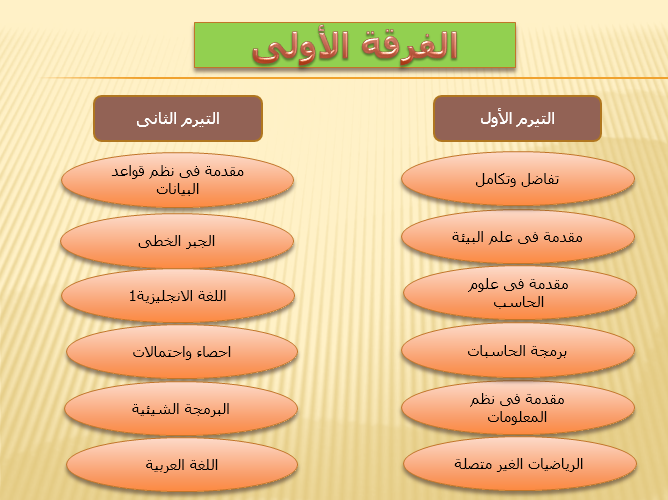 الفرقة الأولى
التيرم الأول
تفاضل وتكامل
مقدمة فى علم البيئة
مقدمة فى علوم
الحاسب
برمجة الحاسبات
مقدمة فى نظم
المعلومات
الرياضيات الغير متصلة
التيرم الثانى
مقدمة فى نظم قواعد
البيانات
الجبر الخطى
اللغة الانجليزية1
احصاء واحتمالات
البرمجة الشيئية
اللغة العربية